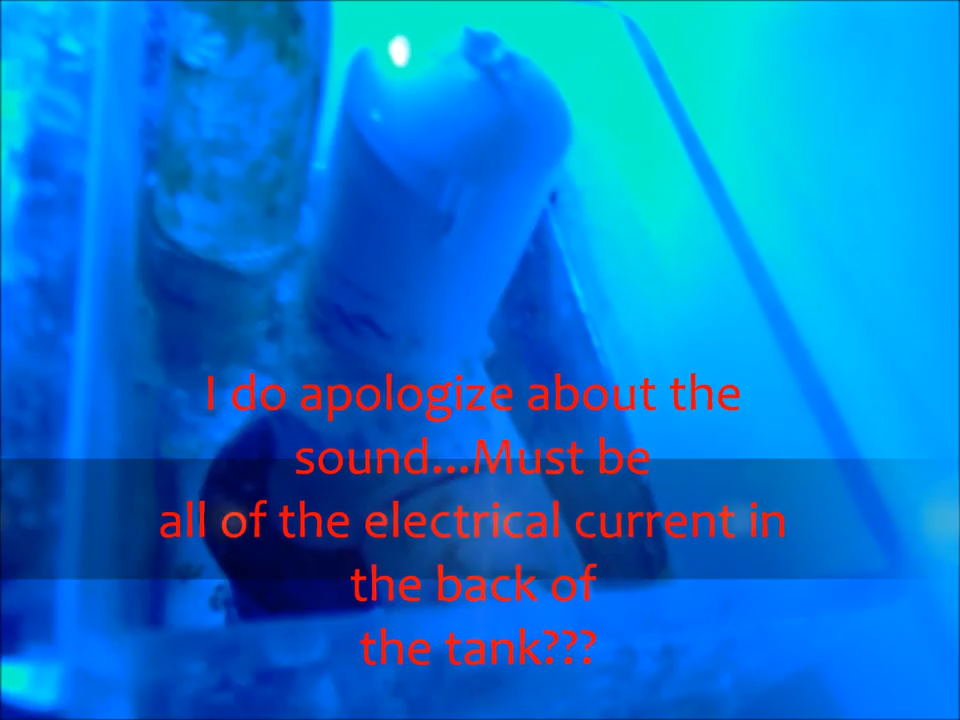 I do apologize about the
sound...Must be
all of the electrical current in
the back of
the tank???